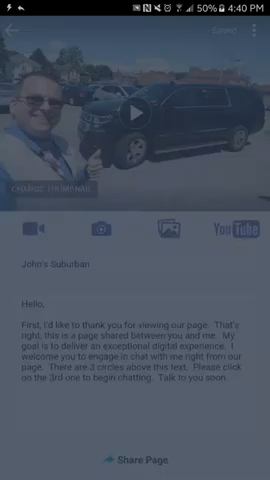 50% 4:40 PM
Saved
CHANGE THUMBNAIL
YouTube
John's Suburban
Hello,
First, I'd like to thank you for viewing our page. That's
right, this is a page shared between you and me. My
goal is to deliver an exceptional digital experience. I
welcome you to engage in chat with me right from our
page. There are 3 circles above this text. Please click
on the 3rd one to begin chatting. Talk to you soon.
Share Page